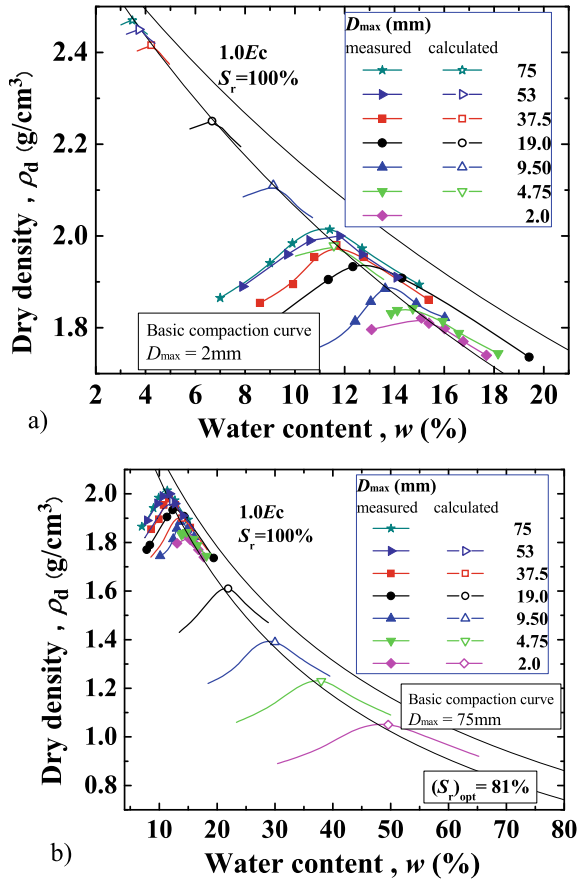 D max (mm)
measured calculated
75
53
37.5
19.0
9.50
4.75
2.0
1.0Ec
Sr=100%
2.4
2.2
2.0
1.8
Dry density , ρd (g/cm³)
Basic compaction curve
Dmax = 2mm
2 4 6 8 10 12 14 16 18 20
Water content , w (%)
a)
Dmax (mm)
measured calculated
75
53
37.5
19.0
9.50
4.75
2.0
1.0Ec
Sr=100%
2.0
1.8
1.6
1.4
1.2
1.0
0.8
Dry density , ρd (g/cm³)
Basic compaction curve
Dmax = 75mm
(Sr)opt = 81%
10 20 30 40 50 60 70 80
Water content , w (%)
b)